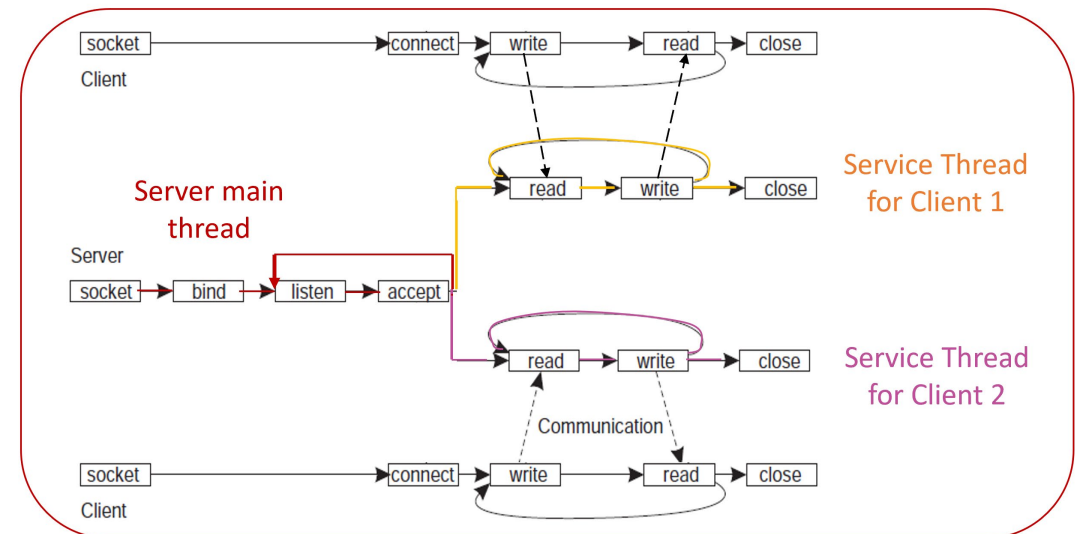 socket connect write read close
Client
read write close
Service Thread
for Client 1
Server main
thread
Server
socket bind listen accept
read write close
Service Thread
for Client 2
Communication
socket connect write read close
Client